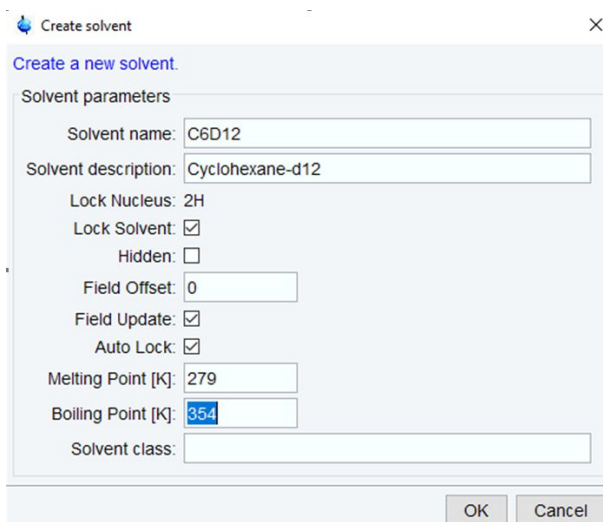 Create solvent
Create a new solvent.
Solvent parameters
Solvent name: C6D12
Solvent description: Cyclohexane-d12
Lock Nucleus: 2H
Lock Solvent:
Hidden:
Field Offset: 0
Field Update:
Auto Lock:
Melting Point [K]: 279
Boiling Point [K]: 354
Solvent class:
OK Cancel